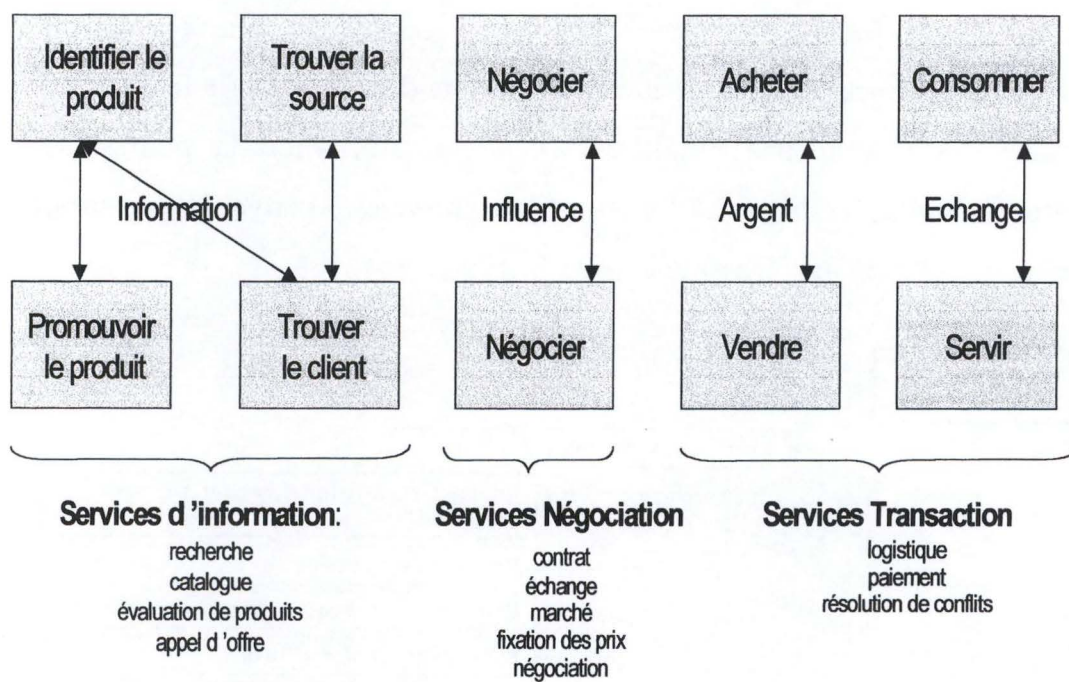 Identifier le
produit
Trouver la
source
Négocier
Acheter
Consommer
Information
Influence
Argent
Echange
Promouvoir
le produit
Trouver
le client
Négocier
Vendre
Servir
Services d ’information:
recherche
catalogue
évaluation de produits
appel d ’offre
Services Négociation
contrat
échange
marché
fixation des prix
négociation
Services Transaction
logistique
paiement
résolution de conflits